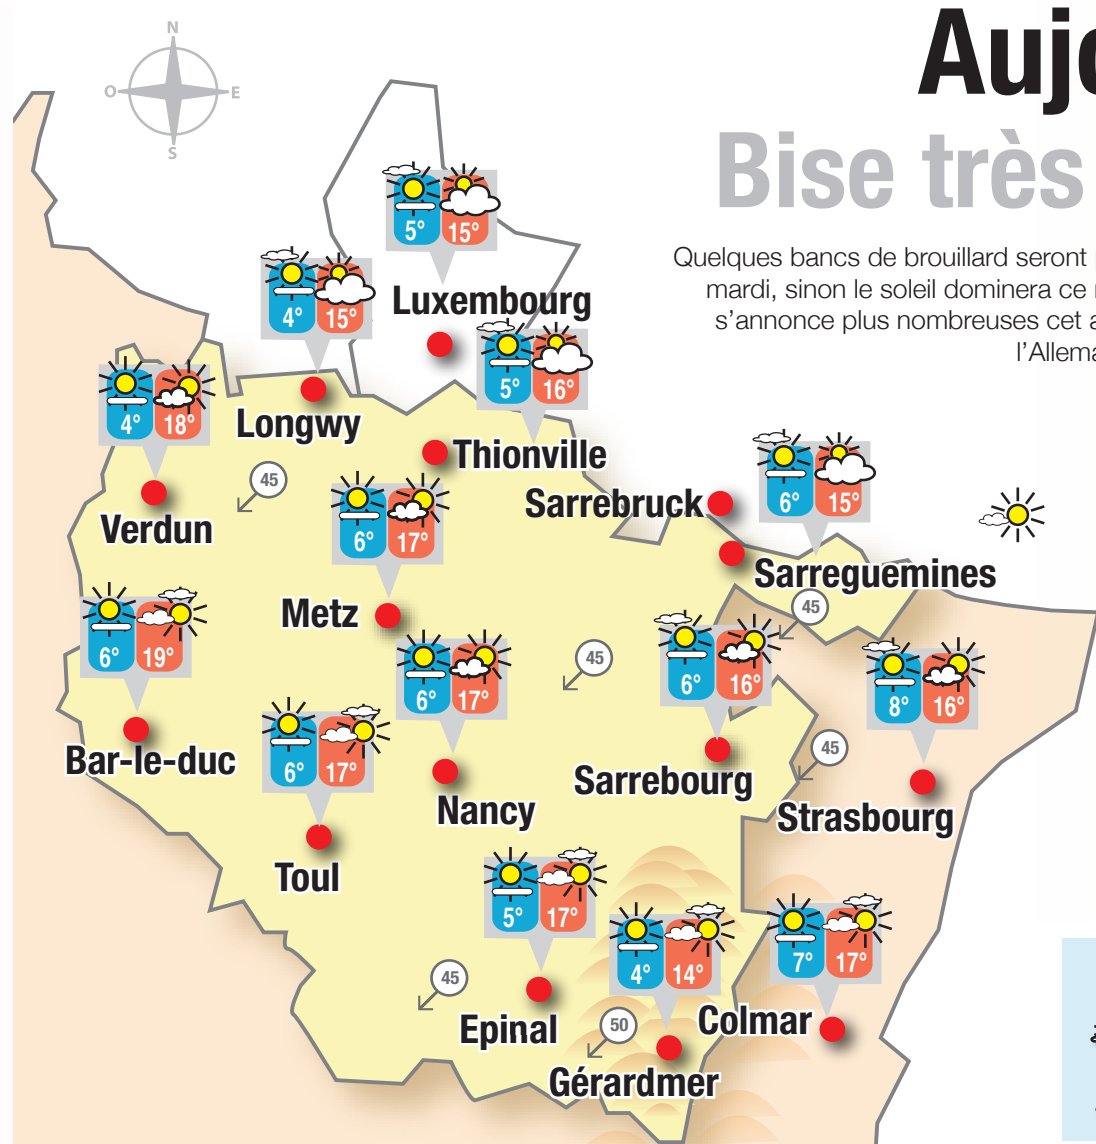 N
O E
S
Aujo
Bise très
Quelques bancs de brouillard seront
mardi, sinon le soleil dominera ce
s’annonce plus nombreuses cet a
l’Allema
5° 15°
Luxembourg
4° 15°
Longwy
5° 16°
Thionville
4° 18°
Verdun
45
6° 17°
Metz
Sarrebruck
6° 15°
Sarreguemines
45
6° 19°
Bar-le-duc
6° 17°
Nancy
45
6° 16°
Sarrebourg
8° 16°
Strasbourg
45
6° 17°
Toul
5° 17°
Epinal
45
4° 14°
Gérardmer
50
7° 17°
Colmar